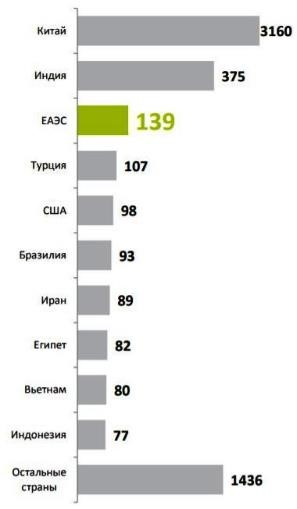 Китай 3160
Индия 375
ЕАЭС 139
Турция 107
США 98
Бразилия 93
Иран 89
Египет 82
Вьетнам 80
Индонезия 77
Остальные
страны 1436